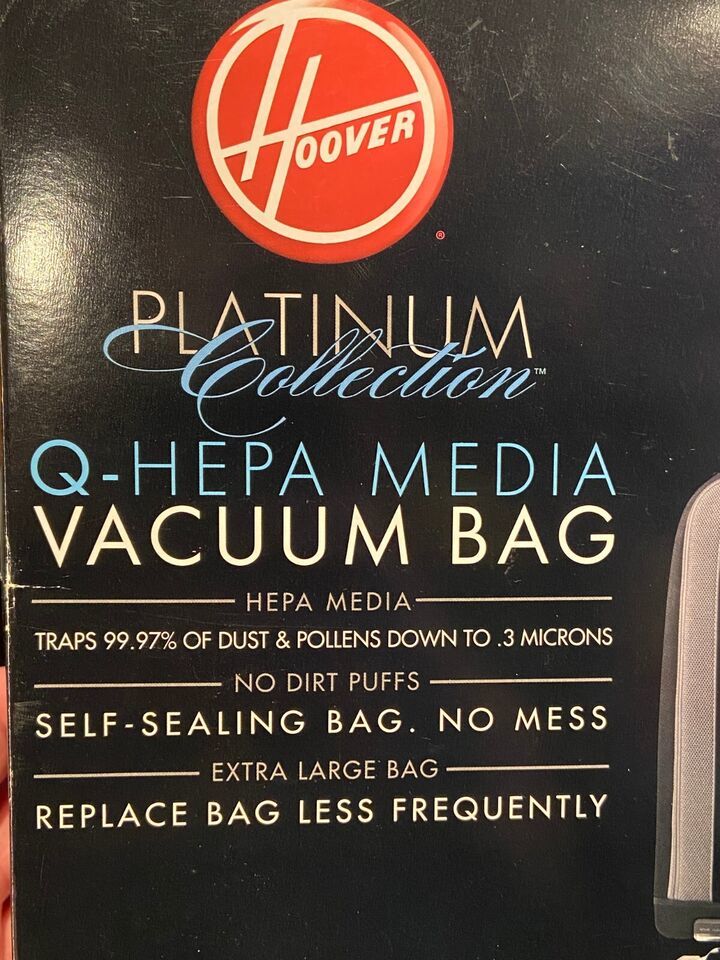 HOOVER
®
PLATINUM
Collection™
Q-HEPA MEDIA
VACUUM BAG
HEPA MEDIA
TRAPS 99.97% OF DUST & POLLENS DOWN TO .3 MICRONS
NO DIRT PUFFS
SELF-SEALING BAG. NO MESS
EXTRA LARGE BAG
REPLACE BAG LESS FREQUENTLY